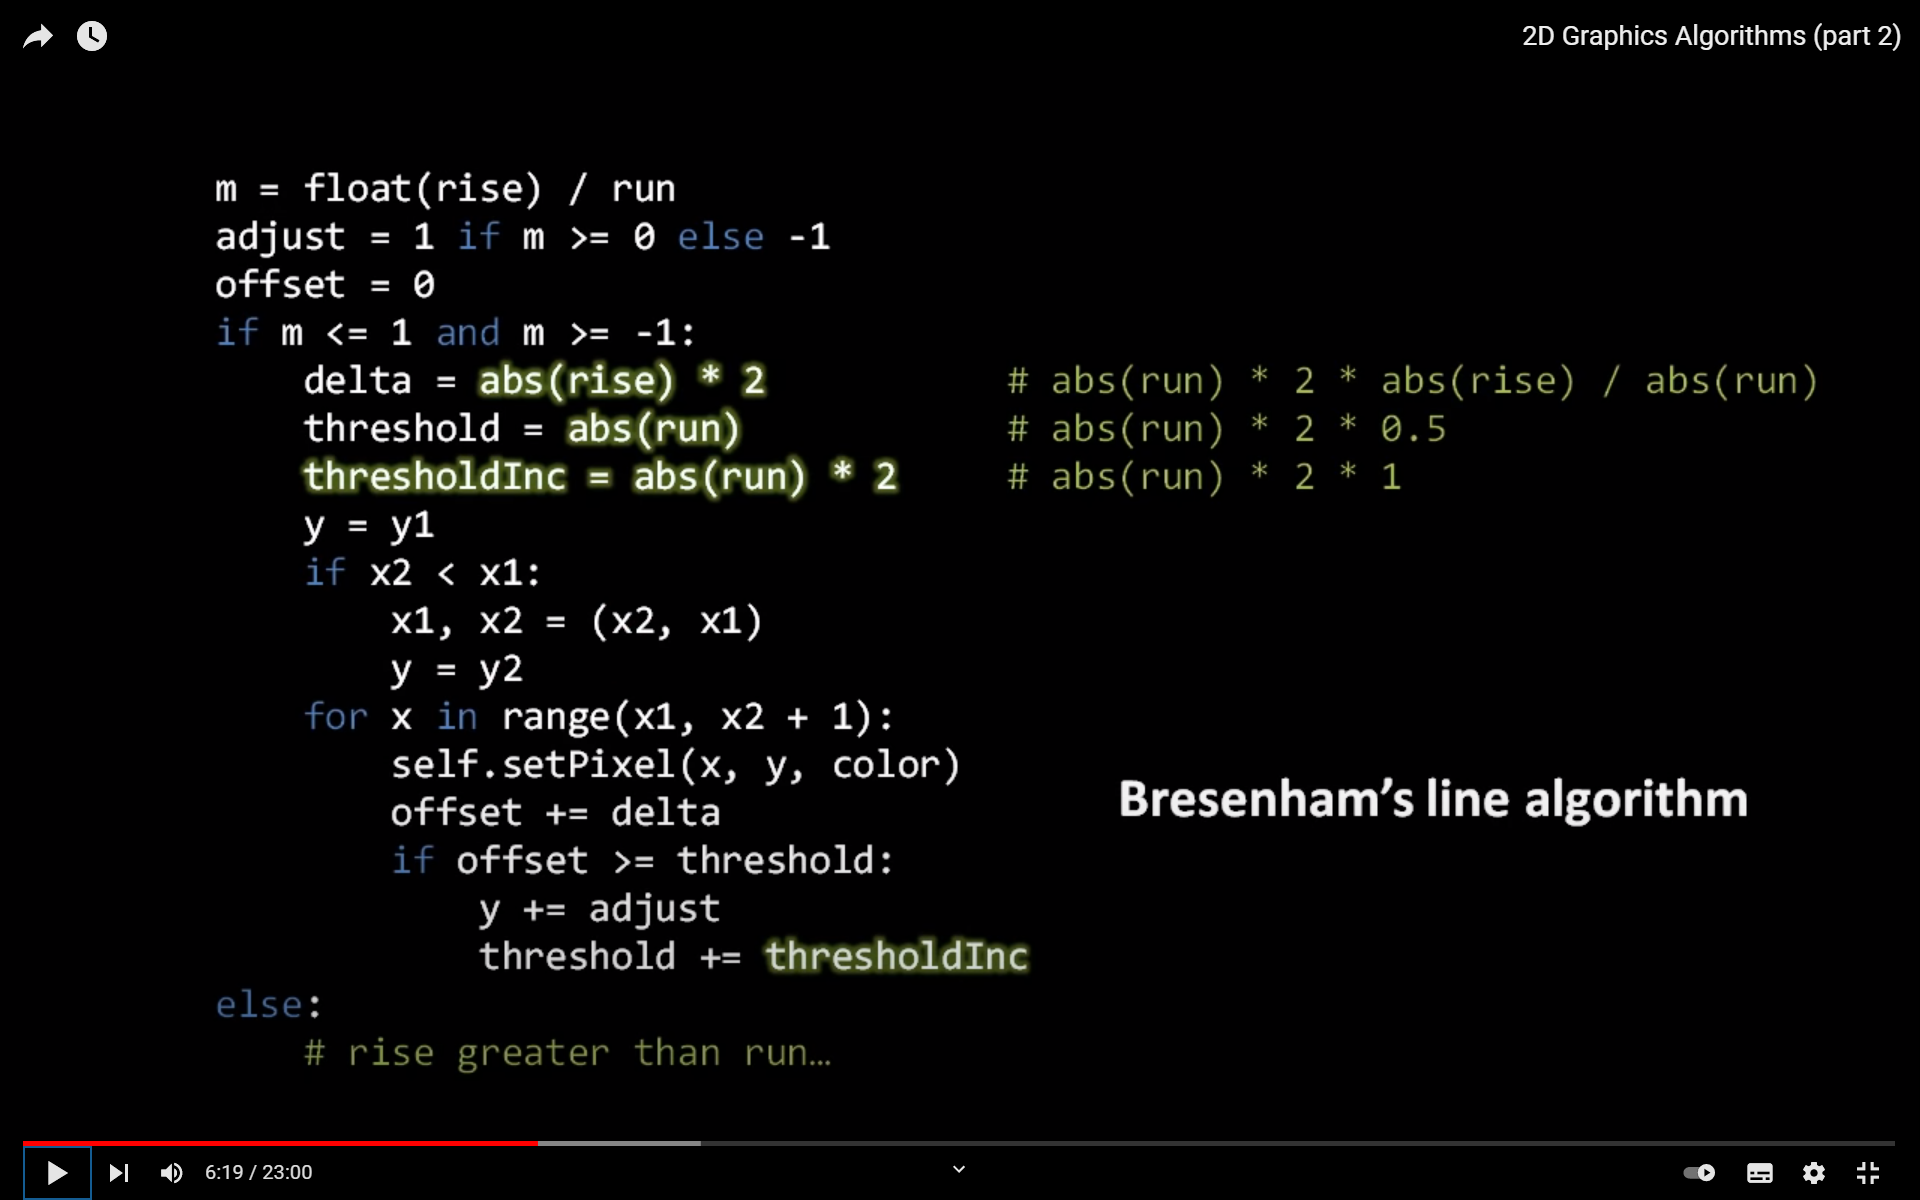 2D Graphics Algorithms (part 2)
m = float(rise) / run
adjust = 1 if m >= 0 else -1
offset = 0
if m <= 1 and m >= -1:
    delta = abs(rise) * 2           # abs(run) * 2 * abs(rise) / abs(run)
    threshold = abs(run)            # abs(run) * 2 * 0.5
    thresholdInc = abs(run) * 2     # abs(run) * 2 * 1
    y = y1
    if x2 < x1:
        x1, x2 = (x2, x1)
        y = y2
    for x in range(x1, x2 + 1):
        self.setPixel(x, y, color)
        offset += delta
        if offset >= threshold:
            y += adjust
            threshold += thresholdInc
else:
    # rise greater than run…
Bresenham’s line algorithm
6:19 / 23:00